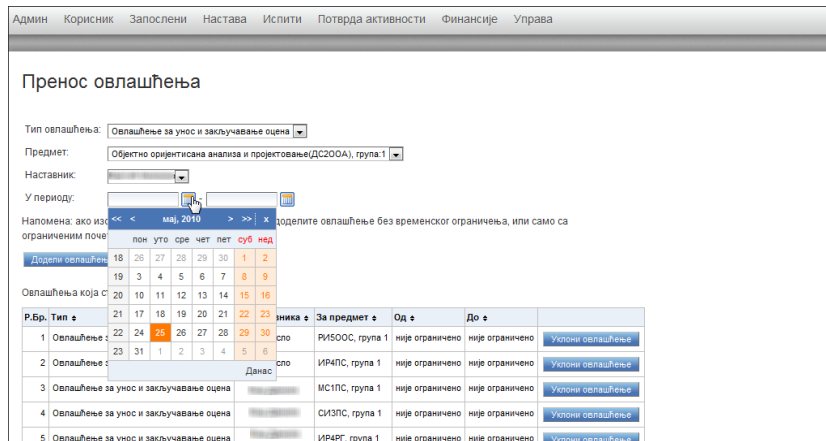 Админ Корисник Запослени Настава Испити Потврда активности Финансије Управа
Пренос овлашћења
Тип овлашћења: Овлашћење за унос и закључавање оцена
Предмет: Објектно оријентисана анализа и пројектовање(ДС2ООА), група:1
Наставник:
У периоду: -
Напомена: ако изо доделите овлашћење без временског ограничења, или само са
ограниченим поче
<< < мај, 2010 > >> x
пон уто сре чет пет суб нед
18 26 27 28 29 30 1 2
19 3 4 5 6 7 8 9
20 10 11 12 13 14 15 16
21 17 18 19 20 21 22 23
22 24 25 26 27 28 29 30
23 31 1 2 3 4 5 6
Данас
Додели овлашћењ
Овлашћења која ст
Р.Бр. Тип вника За предмет Од До
1 Овлашћење з сло РИ5ООС, група 1 није ограничено није ограничено Уклони овлашћење
2 Овлашћење з сло ИР4ПС, група 1 није ограничено није ограничено Уклони овлашћење
3 Овлашћење за унос и закључавање оцена МС1ПС, група 1 није ограничено није ограничено Уклони овлашћење
4 Овлашћење за унос и закључавање оцена СИ3ПС, група 1 није ограничено није ограничено Уклони овлашћење
5 Овлашћење за унос и закључавање оцена ИР4РГ, група 1 није ограничено није ограничено Уклони овлашћење